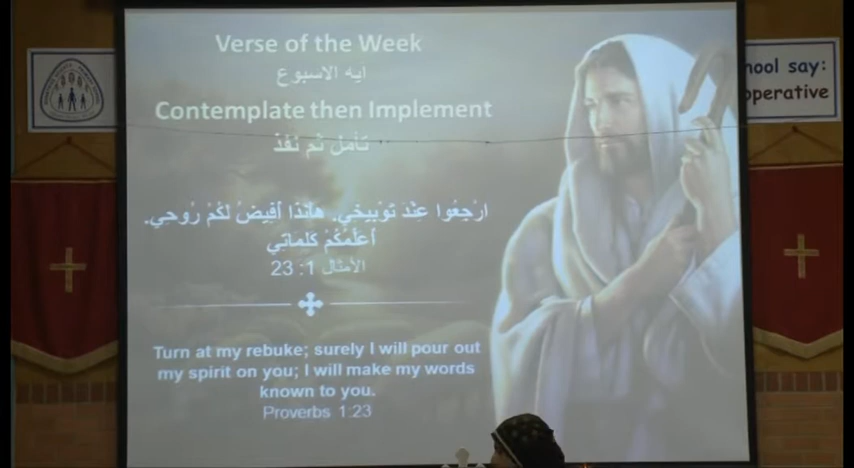 Verse of the Week
ايه الاسبوع
Contemplate then Implement
تأمل ثم نفذ
ارْجِعُوا عِنْدَ تَوْبِيخِي. هأَنَذَا أُفِيضُ لَكُمْ رُوحِي.
أُعَلِّمُكُمْ كَلِمَاتِي
الأمثال 1: 23
Turn at my rebuke; surely I will pour out
my spirit on you; I will make my words
known to you.
Proverbs 1:23
hool say:
operative